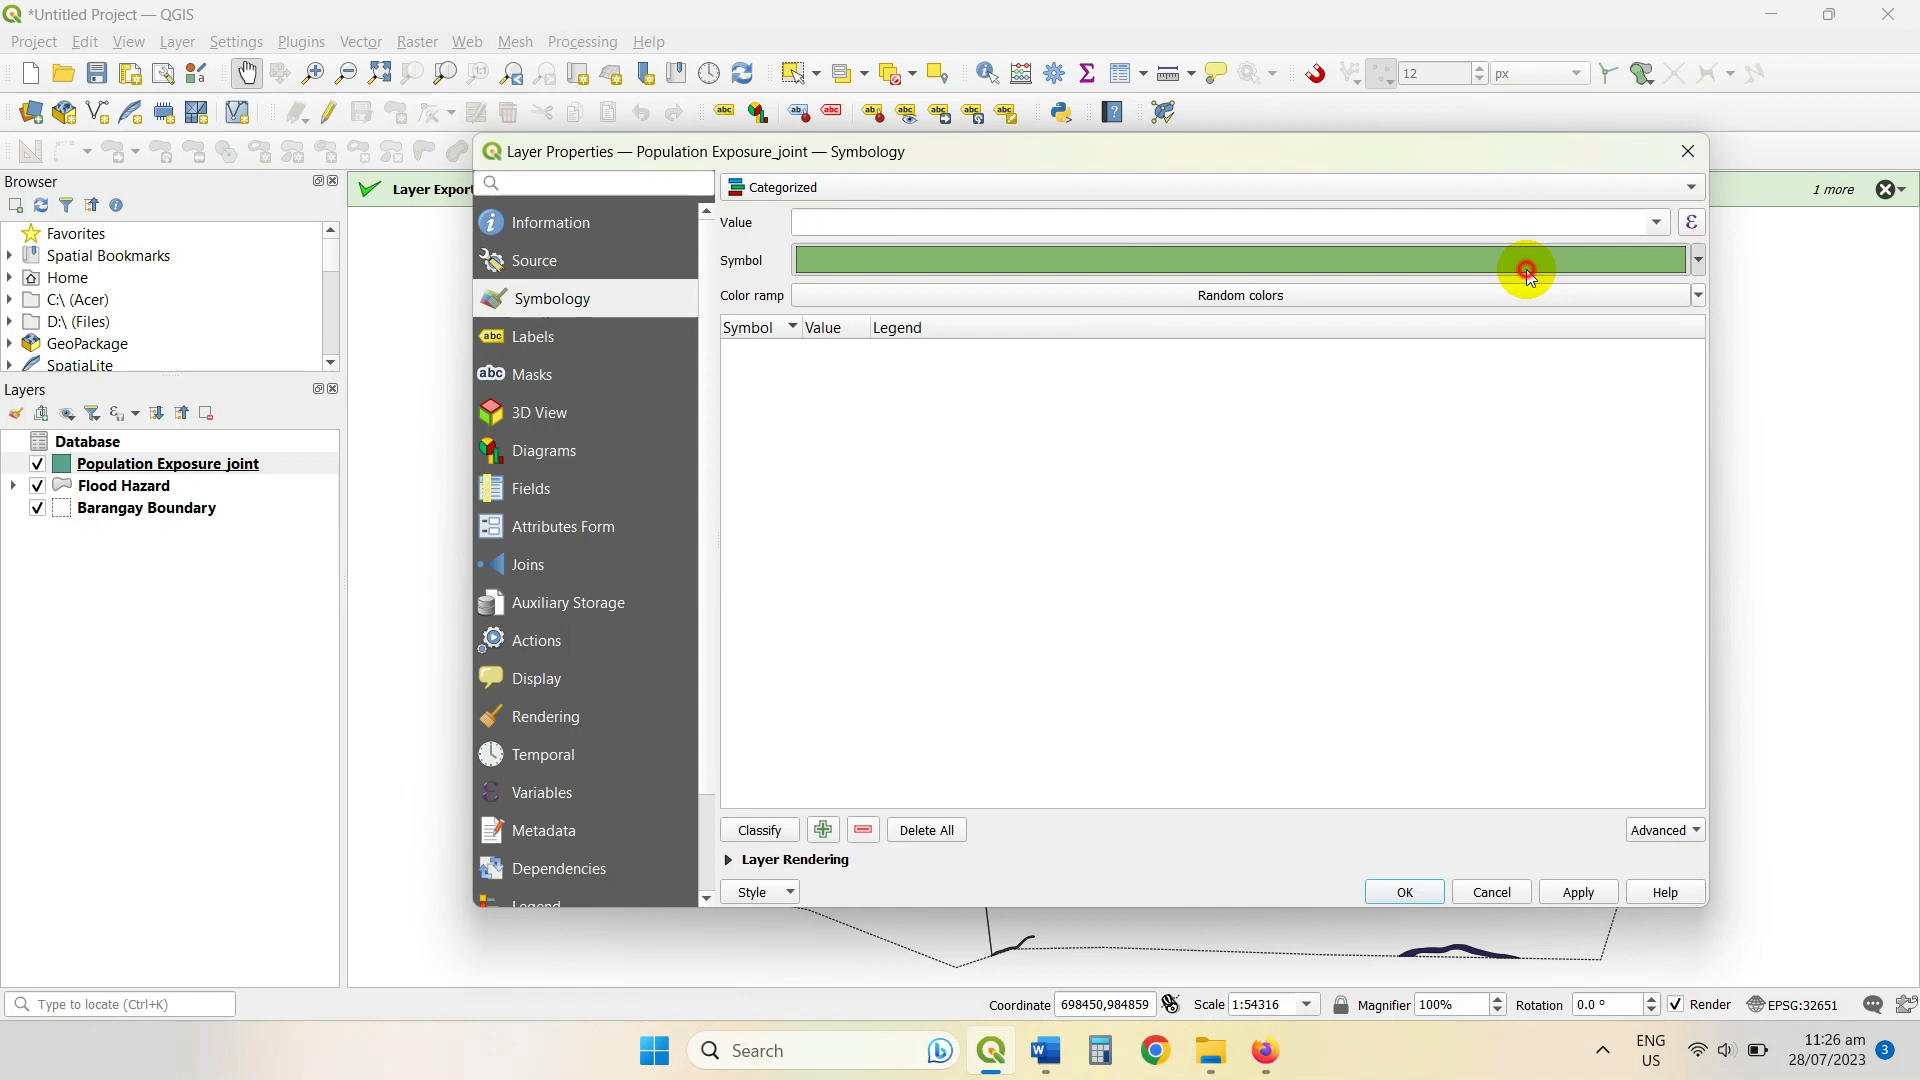 *Untitled Project — QGIS
Project Edit View Layer Settings Plugins Vector Raster Web Mesh Processing Help
12 px
Layer Properties — Population Exposure_joint — Symbology
Browser
Layer Export
1 more
Favorites
Spatial Bookmarks
Home
C:\ (Acer)
D:\ (Files)
GeoPackage
SpatiaLite
Layers
Database
Population Exposure joint
Flood Hazard
Barangay Boundary
Information
Source
Symbology
Labels
Masks
3D View
Diagrams
Fields
Attributes Form
Joins
Auxiliary Storage
Actions
Display
Rendering
Temporal
Variables
Metadata
Dependencies
Legend
Categorized
Value
Symbol
Color ramp Random colors
Symbol Value Legend
Classify Delete All Advanced
Layer Rendering
Style OK Cancel Apply Help
Type to locate (Ctrl+K) Coordinate 698450,984859 Scale 1:54316 Magnifier 100% Rotation 0.0 ° Render EPSG:32651
Search
ENG
US
11:26 am
28/07/2023
3